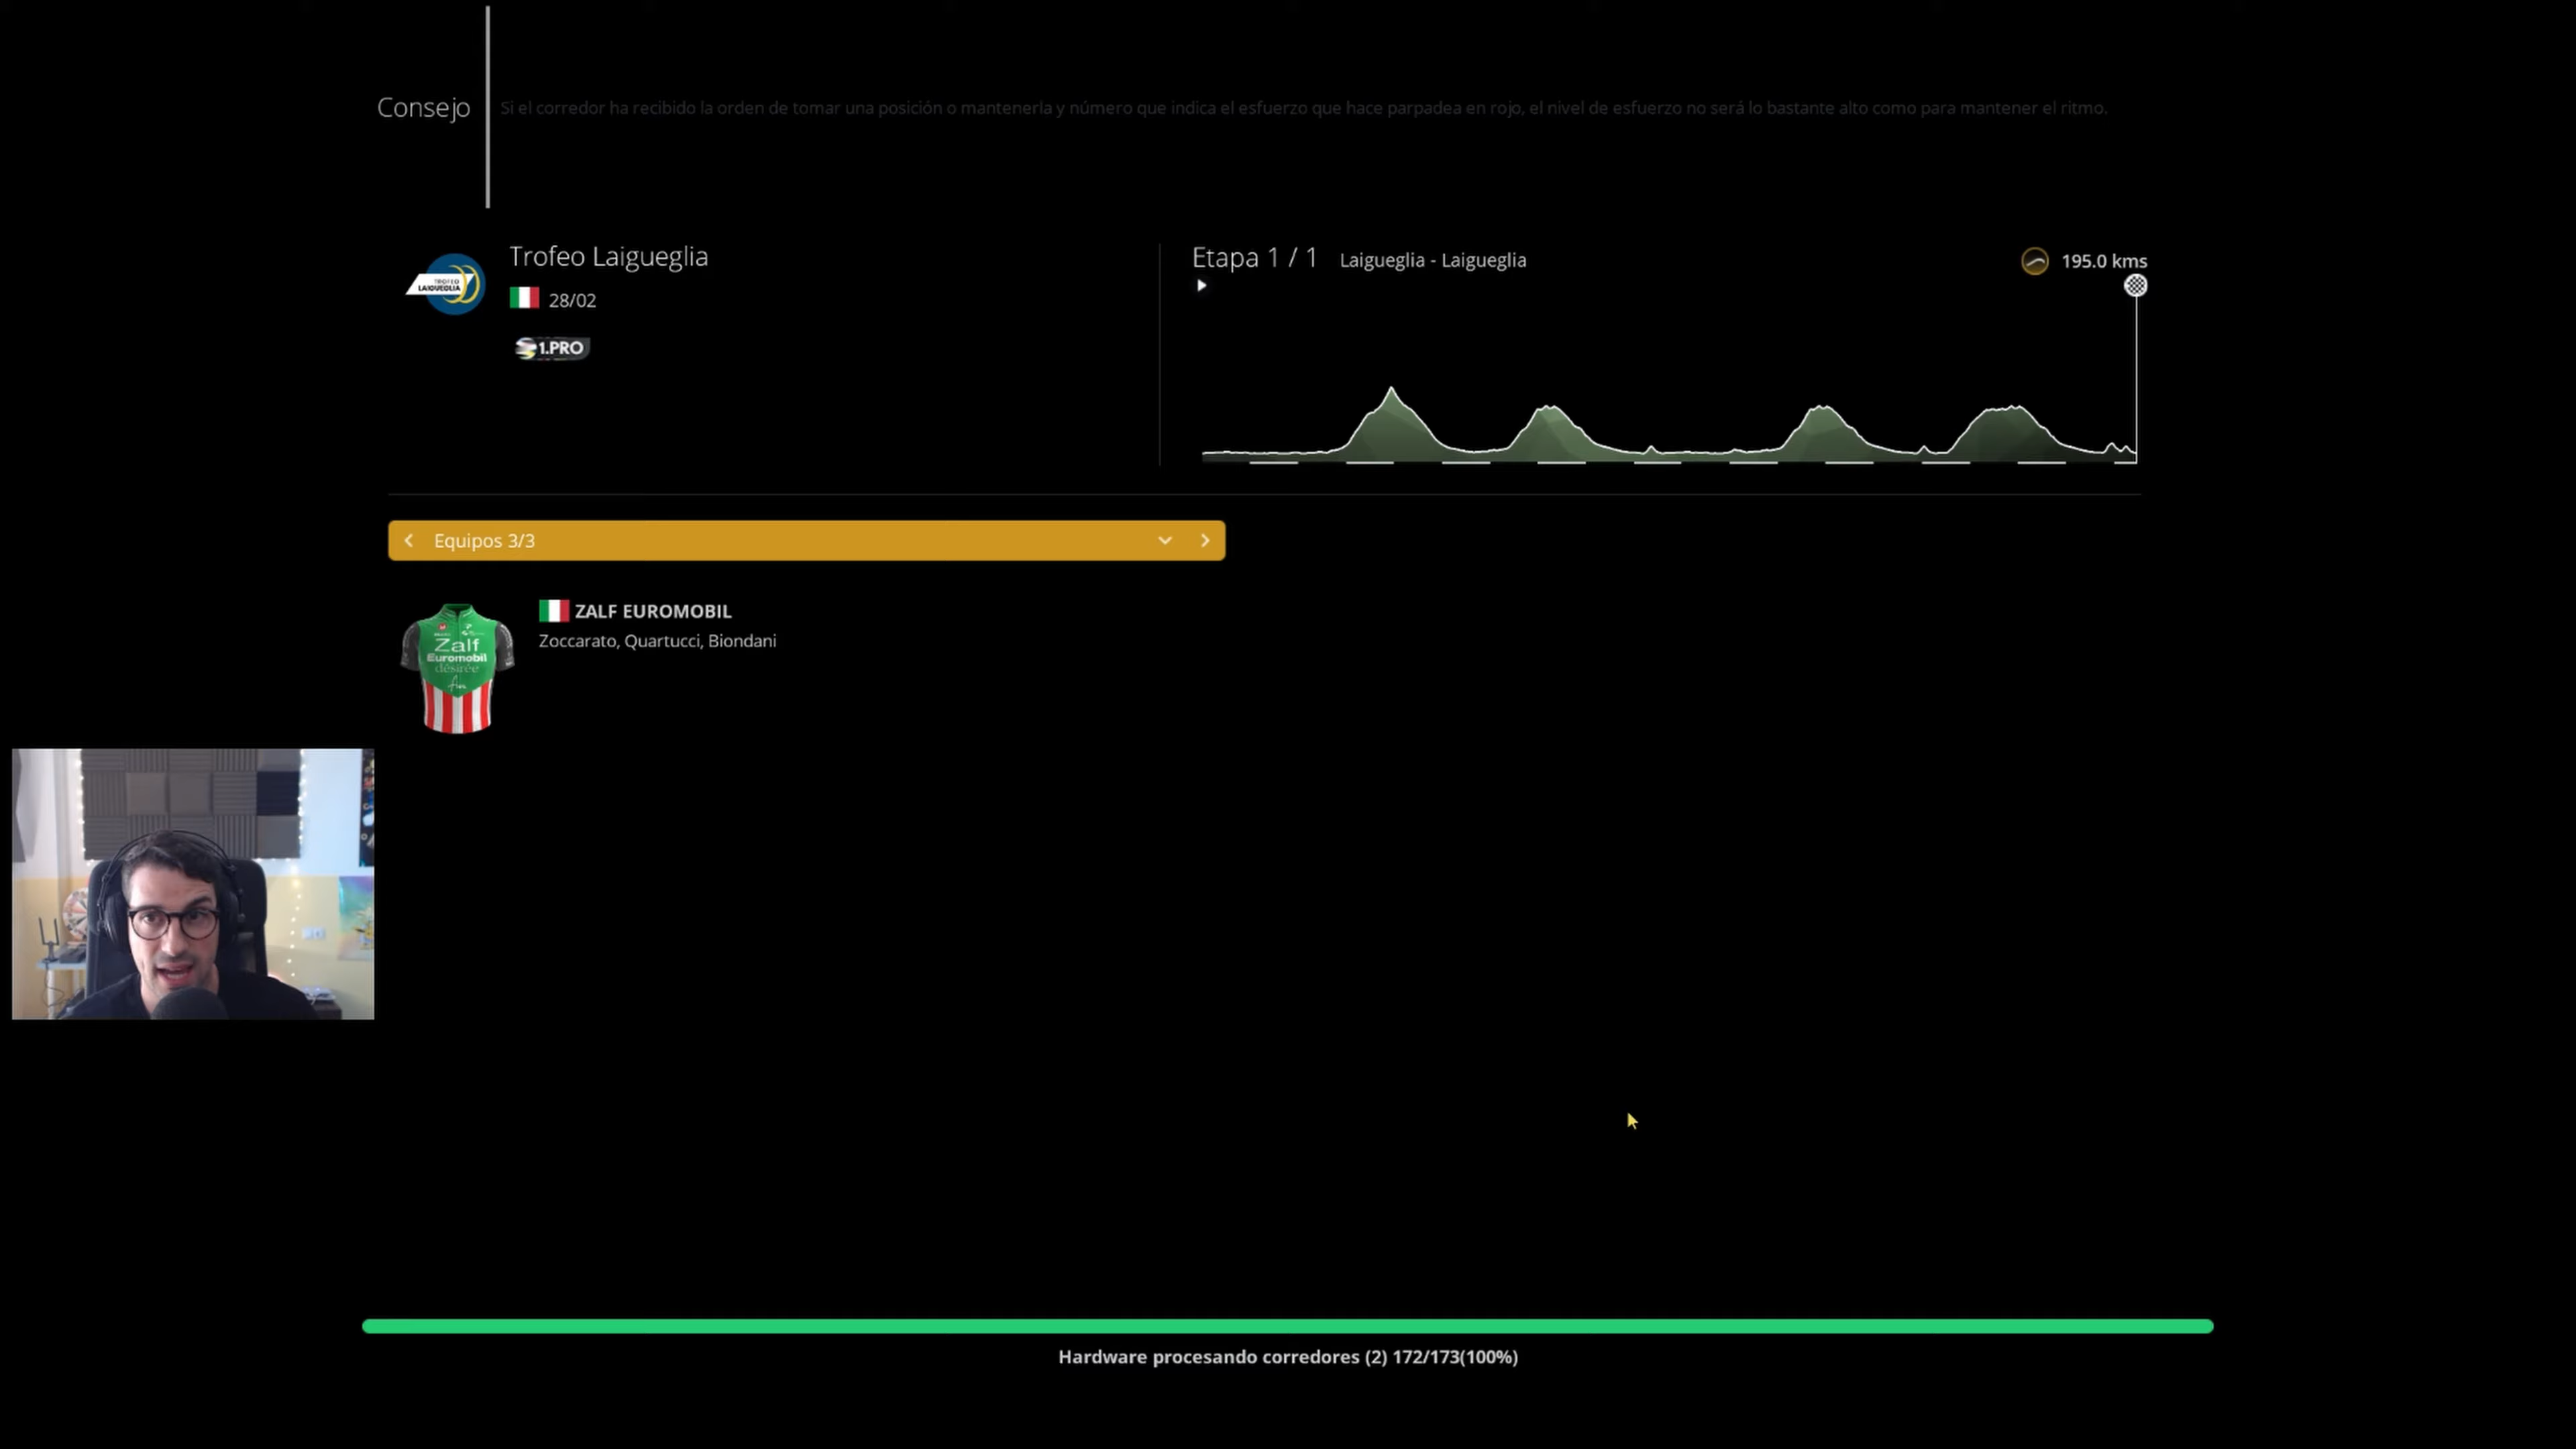 Consejo
Si el corredor ha recibido la orden de tomar una posición o mantenerla y número que indica el esfuerzo que hace parpadea en rojo, el nivel de esfuerzo no será lo bastante alto como para mantener el ritmo.
Trofeo Laigueglia
TROFEO
LAIGUEGLIA
28/02
1.PRO
Etapa 1 / 1 Laigueglia - Laigueglia
195.0 kms
Equipos 3/3
ZALF EUROMOBIL
Zoccarato, Quartucci, Biondani
Zalf
Euromobil
désirée
Hardware procesando corredores (2) 172/173(100%)